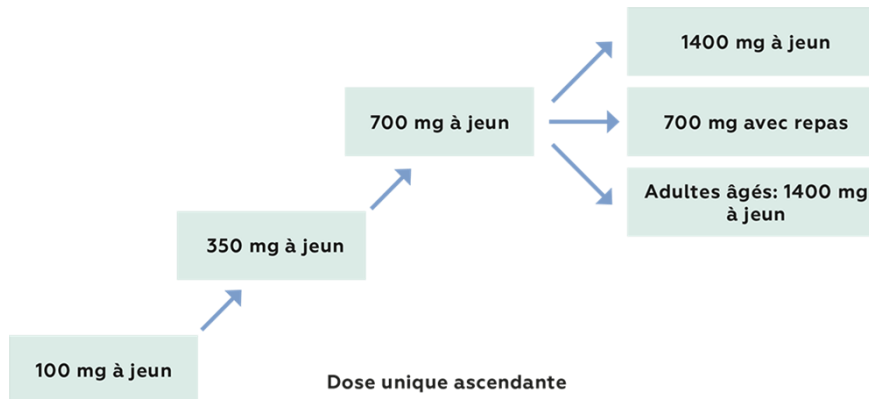 1400 mg à jeun
700 mg à jeun
700 mg avec repas
Adultes âgés: 1400 mg
à jeun
350 mg à jeun
100 mg à jeun
Dose unique ascendante